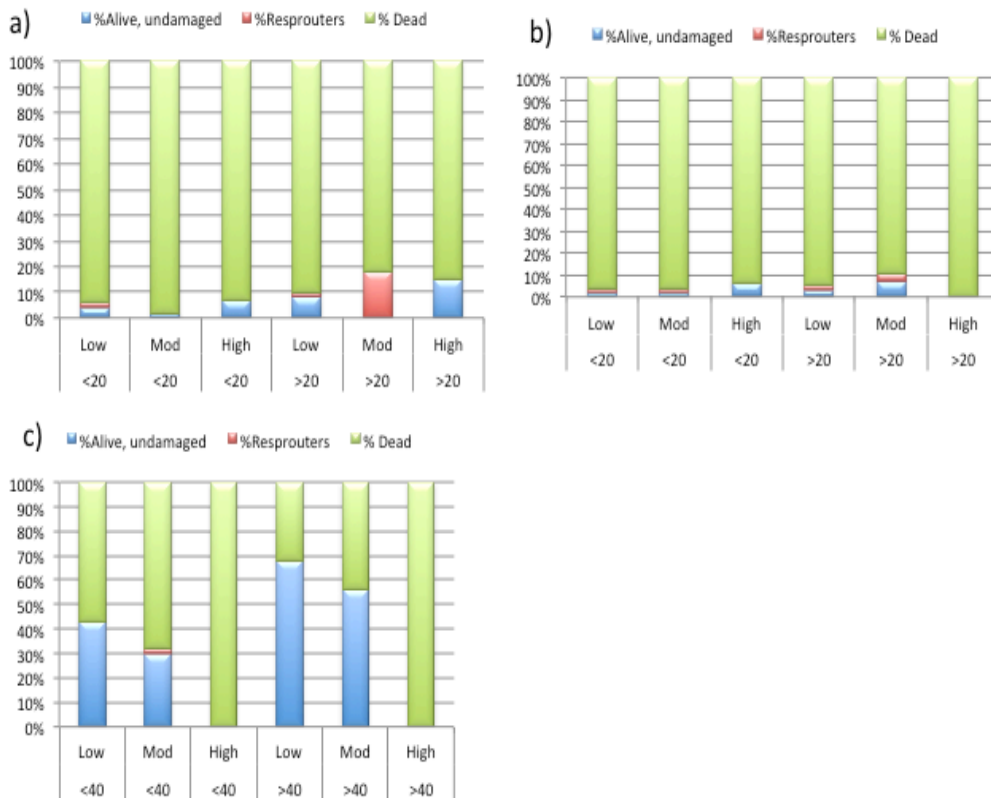 a)
%Alive, undamaged %Resprouters % Dead
100%
90%
80%
70%
60%
50%
40%
30%
20%
10%
0%
Low Mod High Low Mod High
<20 <20 <20 >20 >20 >20
b)
%Alive, undamaged %Resprouters % Dead
100%
90%
80%
70%
60%
50%
40%
30%
20%
10%
0%
Low Mod High Low Mod High
<20 <20 <20 >20 >20 >20
c)
%Alive, undamaged %Resprouters % Dead
100%
90%
80%
70%
60%
50%
40%
30%
20%
10%
0%
Low Mod High Low Mod High
<40 <40 <40 >40 >40 >40